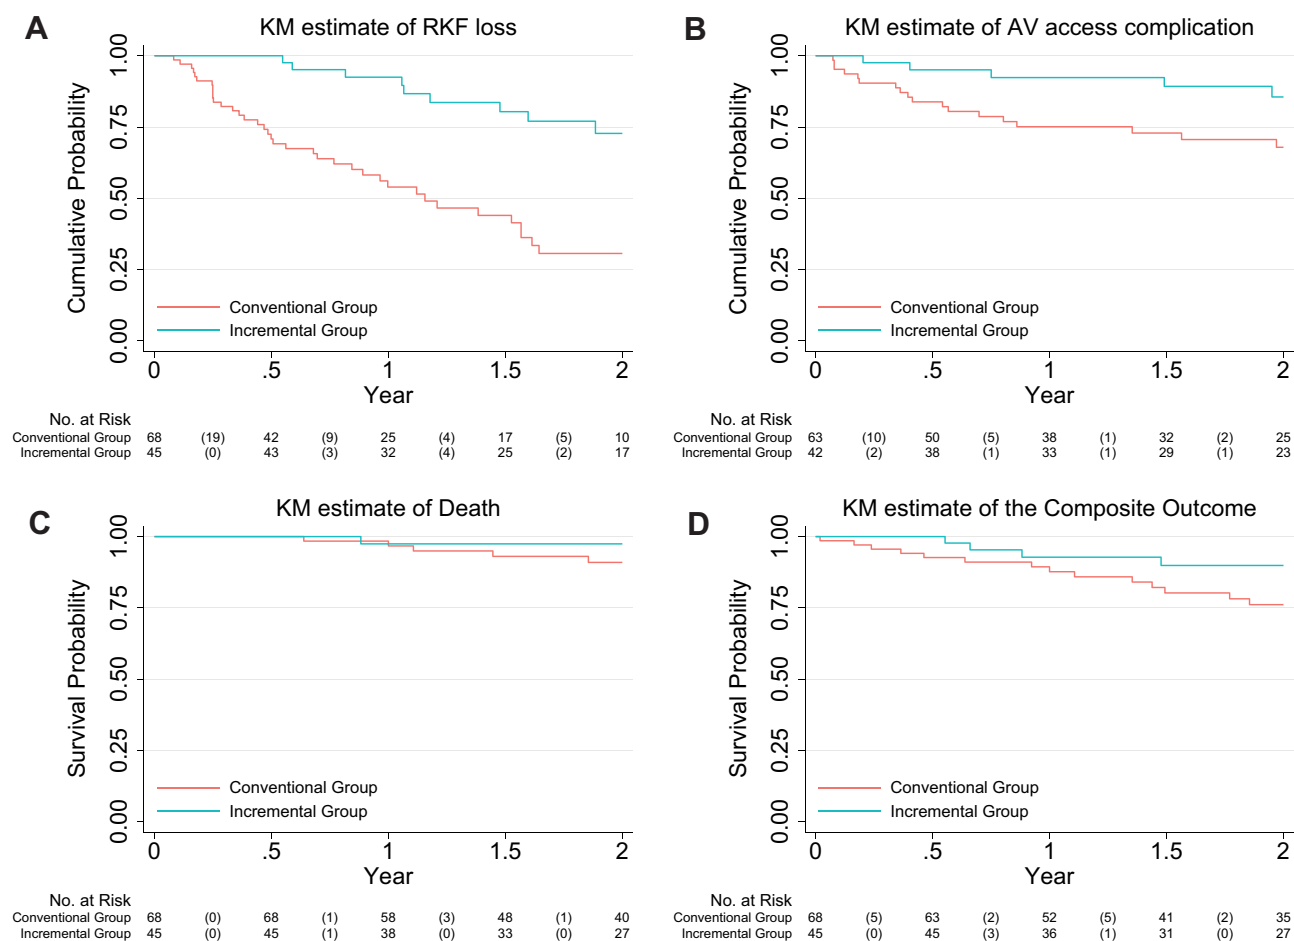 A
KM estimate of RKF loss
Cumulative Probability
1.00
0.75
0.50
0.25
0.00
Conventional Group
Incremental Group
0 .5 1 1.5 2
Year
No. at Risk
Conventional Group 68 (19) 42 (9) 25 (4) 17 (5) 10
Incremental Group 45 (0) 43 (3) 32 (4) 25 (2) 17
B
KM estimate of AV access complication
Cumulative Probability
1.00
0.75
0.50
0.25
0.00
Conventional Group
Incremental Group
0 .5 1 1.5 2
Year
No. at Risk
Conventional Group 63 (10) 50 (5) 38 (1) 32 (2) 25
Incremental Group 42 (2) 38 (1) 33 (1) 29 (1) 23
C
KM estimate of Death
Survival Probability
1.00
0.75
0.50
0.25
0.00
Conventional Group
Incremental Group
0 .5 1 1.5 2
Year
No. at Risk
Conventional Group 68 (0) 68 (1) 58 (3) 48 (1) 40
Incremental Group 45 (0) 45 (1) 38 (0) 33 (0) 27
D
KM estimate of the Composite Outcome
Survival Probability
1.00
0.75
0.50
0.25
0.00
Conventional Group
Incremental Group
0 .5 1 1.5 2
Year
No. at Risk
Conventional Group 68 (5) 63 (2) 52 (5) 41 (2) 35
Incremental Group 45 (0) 45 (3) 36 (1) 31 (0) 27